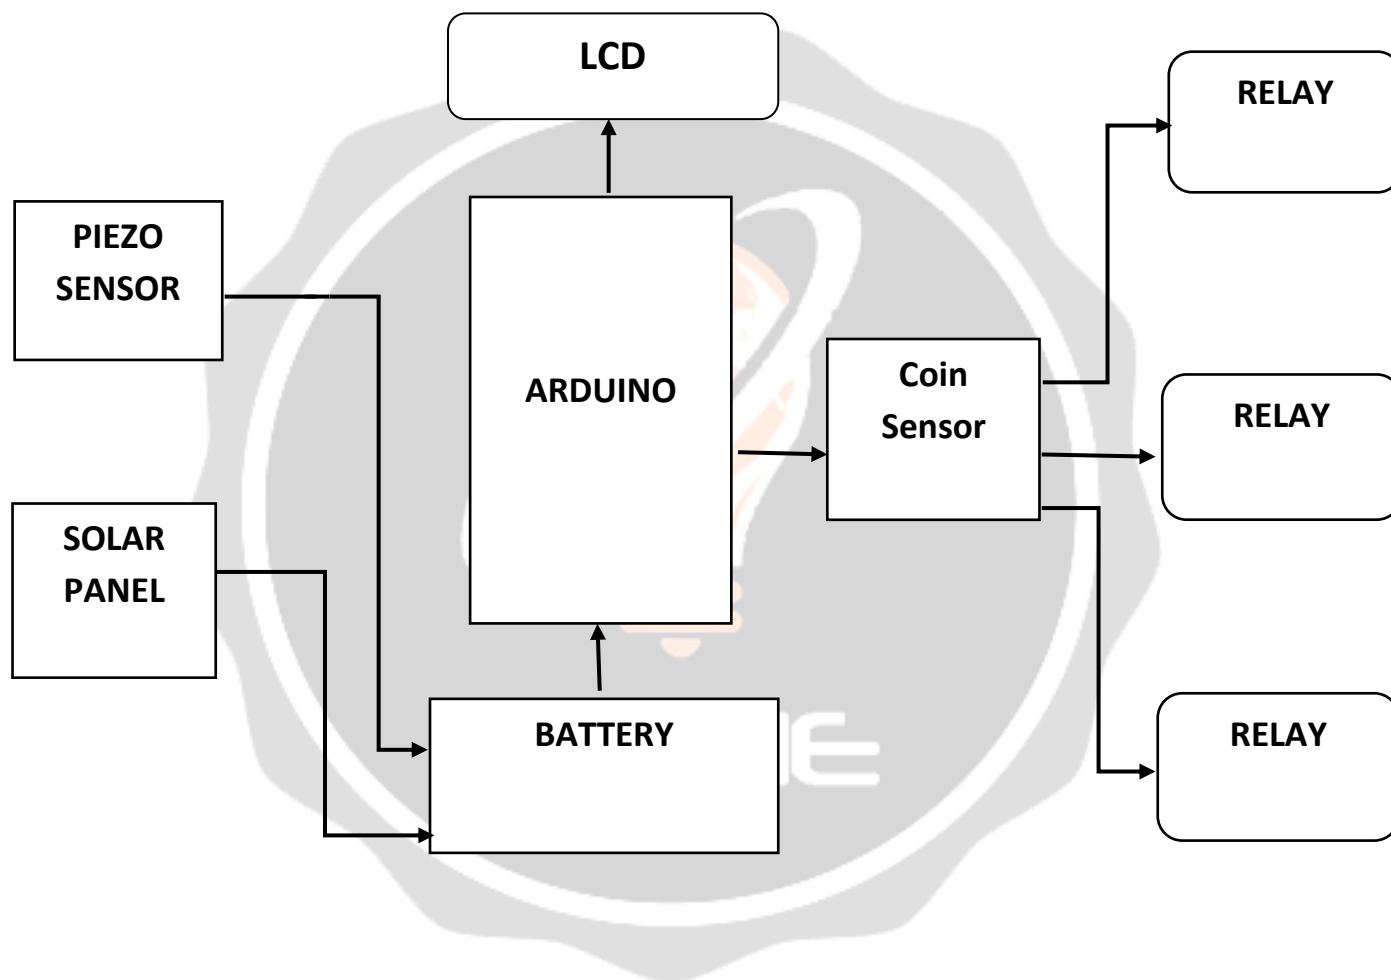 LCD
RELAY
PIEZO
SENSOR
ARDUINO
Coin
Sensor
RELAY
SOLAR
PANEL
BATTERY
RELAY